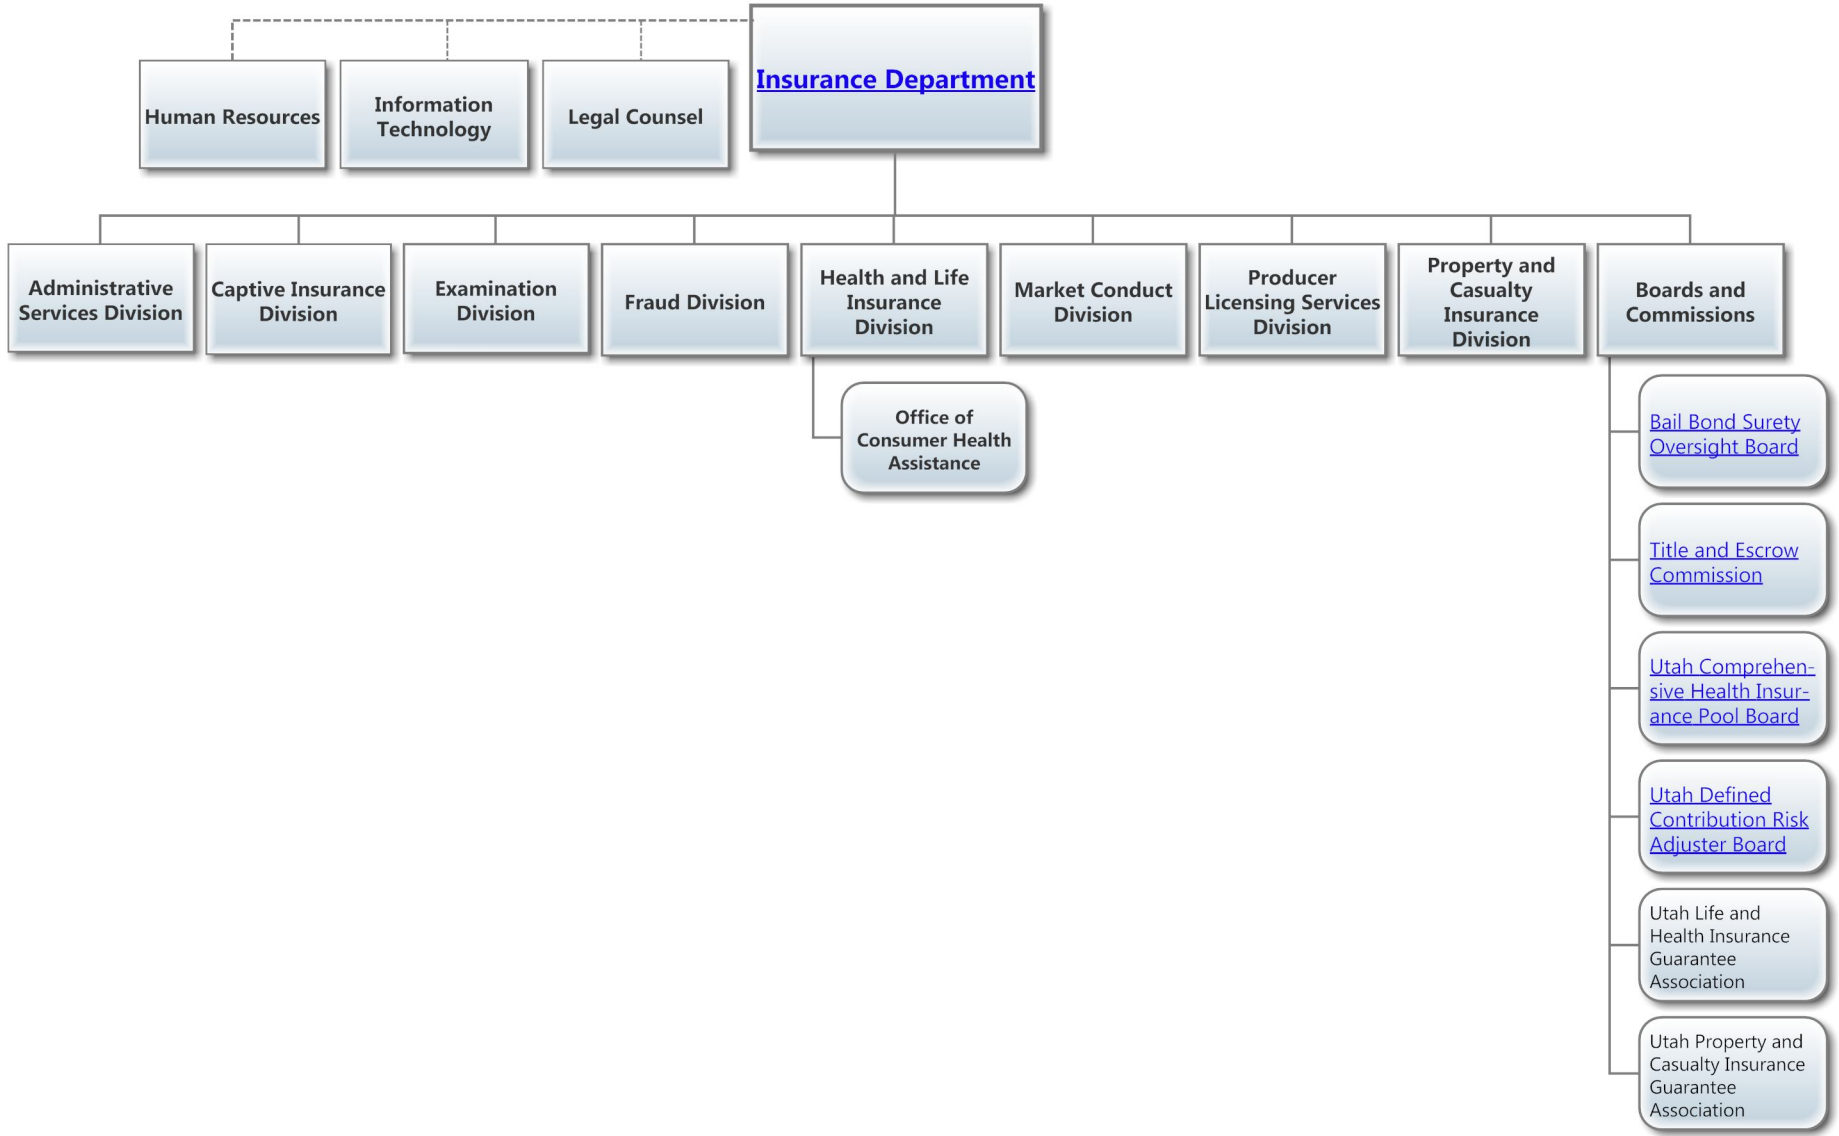 Insurance Department
Human Resources
Information
Technology
Legal Counsel
Administrative
Services Division
Captive Insurance
Division
Examination
Division
Fraud Division
Health and Life
Insurance
Division
Market Conduct
Division
Producer
Licensing Services
Division
Property and
Casualty
Insurance
Division
Boards and
Commissions
Office of
Consumer Health
Assistance
Bail Bond Surety
Oversight Board
Title and Escrow
Commission
Utah Comprehen-
sive Health Insur-
ance Pool Board
Utah Defined
Contribution Risk
Adjuster Board
Utah Life and
Health Insurance
Guarantee
Association
Utah Property and
Casualty Insurance
Guarantee
Association